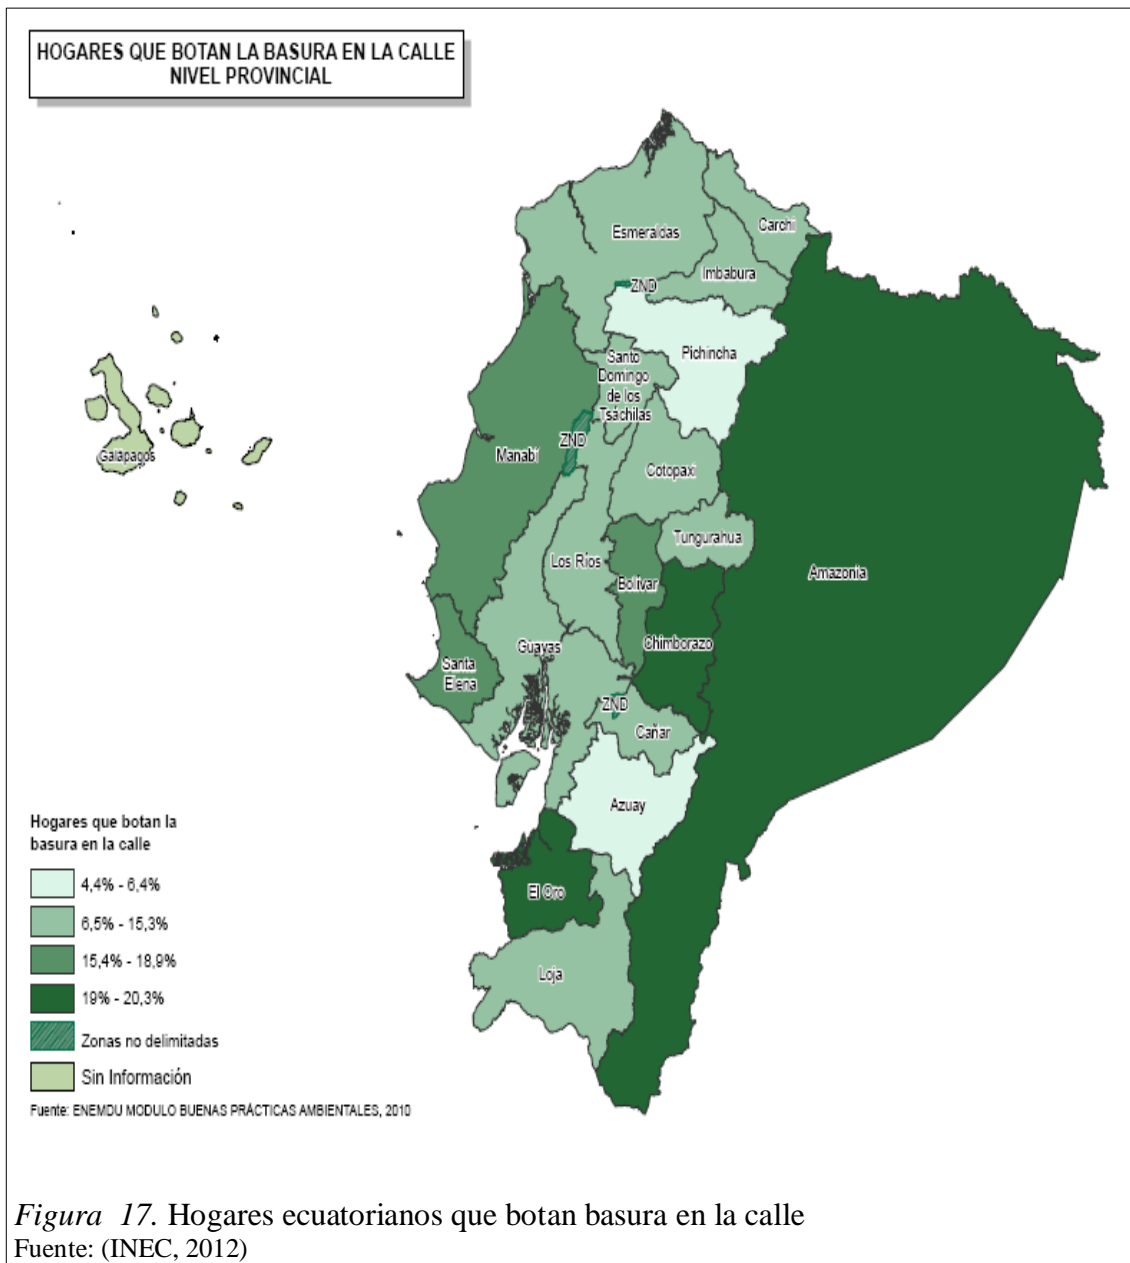 HOGARES QUE BOTAN LA BASURA EN LA CALLE
NIVEL PROVINCIAL
Esmeraldas
Carchi
Imbabura
ZND
Pichincha
Santo
Domingo
de los
Tsáchilas
ZND
Manabí
Galápagos
Cotopaxi
Tungurahua
Los Ríos
Bolívar
Amazonía
Chimborazo
Guayas
Santa
Elena
ZND
Cañar
Azuay
El Oro
Loja
Hogares que botan la
basura en la calle
4,4% - 6,4%
6,5% - 15,3%
15,4% - 18,9%
19% - 20,3%
Zonas no delimitadas
Sin Información
Fuente: ENEMDU MODULO BUENAS PRÁCTICAS AMBIENTALES, 2010
Figura 17. Hogares ecuatorianos que botan basura en la calle
Fuente: (INEC, 2012)